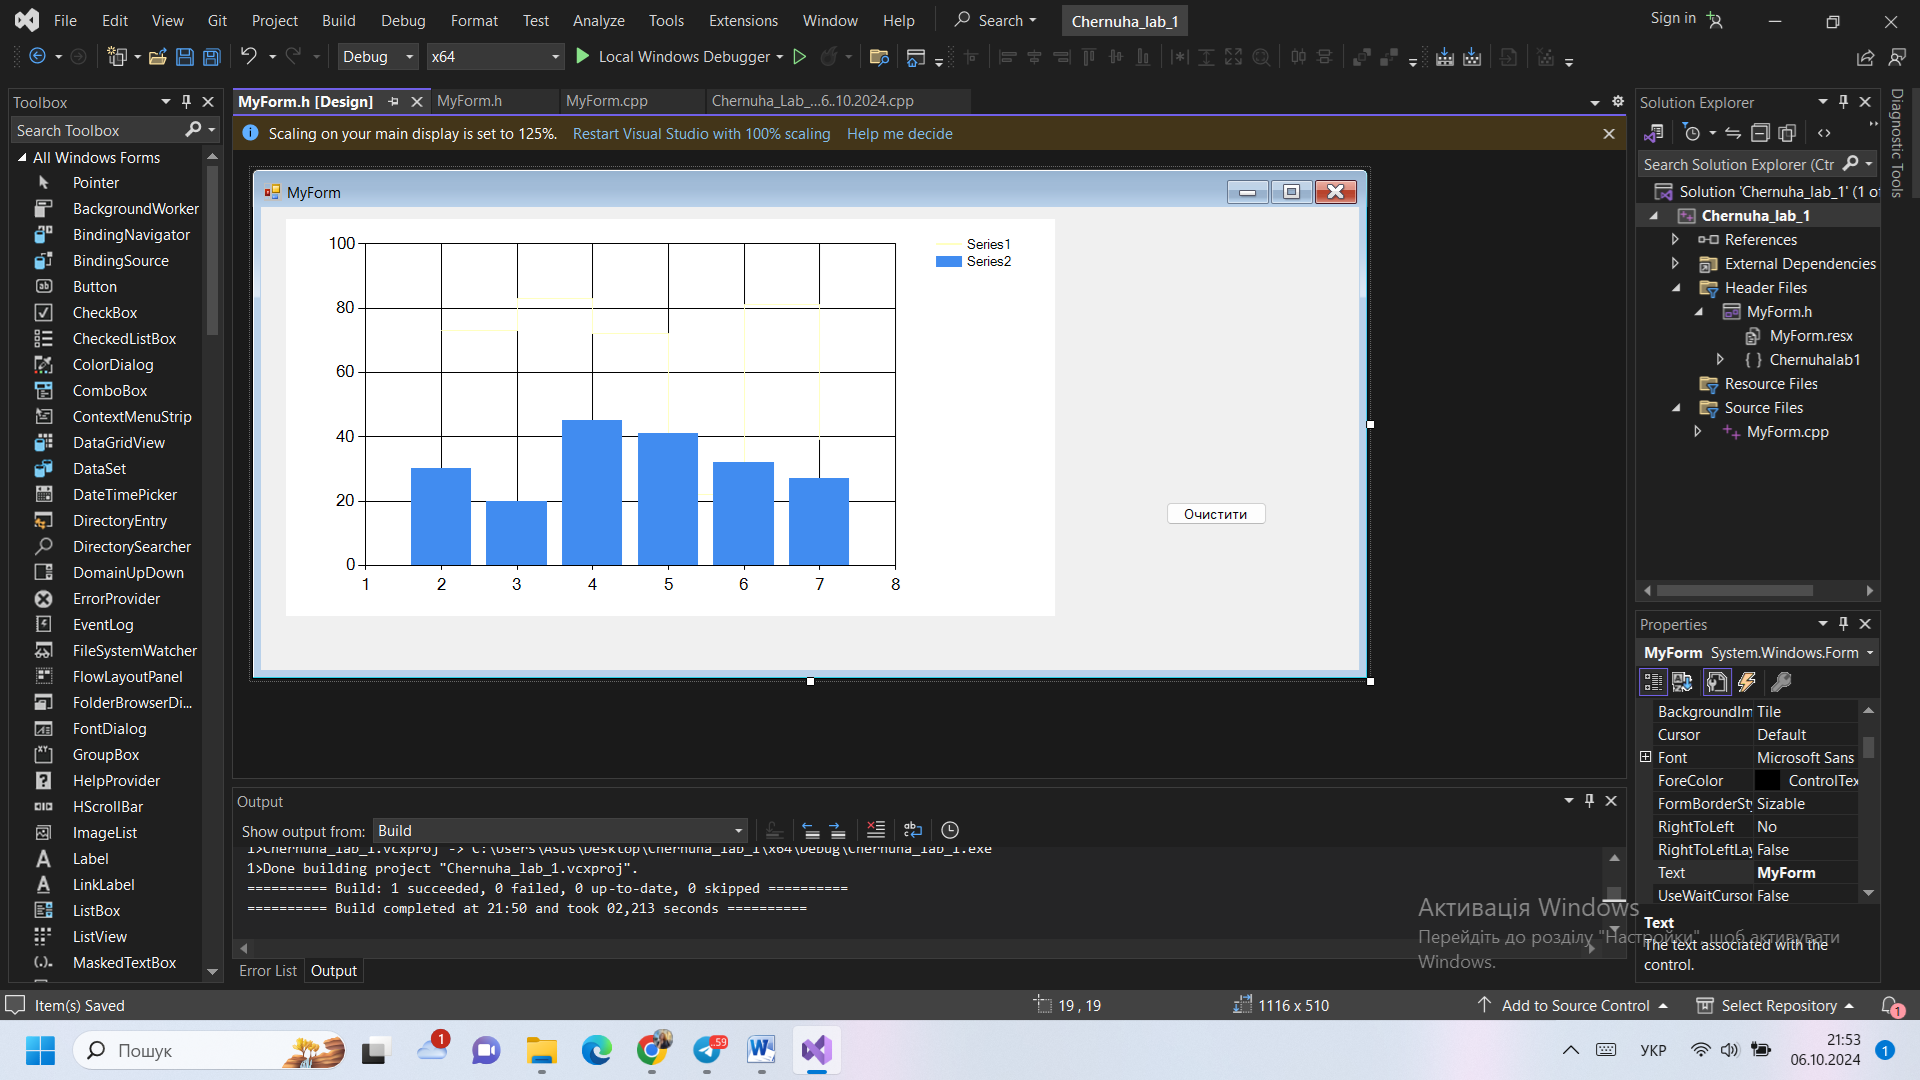 File Edit View Git Project Build Debug Format Test Analyze Tools Extensions Window Help Search Chernuha_lab_1 Sign in
Debug x64 Local Windows Debugger
Toolbox
Search Toolbox
All Windows Forms
Pointer
BackgroundWorker
BindingNavigator
BindingSource
Button
CheckBox
CheckedListBox
ColorDialog
ComboBox
ContextMenuStrip
DataGridView
DataSet
DateTimePicker
DirectoryEntry
DirectorySearcher
DomainUpDown
ErrorProvider
EventLog
FileSystemWatcher
FlowLayoutPanel
FolderBrowserDi...
FontDialog
GroupBox
HelpProvider
HScrollBar
ImageList
Label
LinkLabel
ListBox
ListView
MaskedTextBox
MyForm.h [Design] MyForm.h MyForm.cpp Chernuha_Lab_...6..10.2024.cpp
Scaling on your main display is set to 125%. Restart Visual Studio with 100% scaling Help me decide
MyForm
100
80
60
40
20
0
1 2 3 4 5 6 7 8
Series1
Series2
Очистити
Output
Show output from: Build
1>Chernuha_lab_1.vcxproj -> C:\Users\Asus\Desktop\Chernuha_lab_1\x64\Debug\Chernuha_lab_1.exe
1>Done building project "Chernuha_lab_1.vcxproj".
========== Build: 1 succeeded, 0 failed, 0 up-to-date, 0 skipped ==========
========== Build completed at 21:50 and took 02,213 seconds ==========
Error List Output
Solution Explorer
Search Solution Explorer (Ctr
Solution 'Chernuha_lab_1' (1 of
Chernuha_lab_1
References
External Dependencies
Header Files
MyForm.h
MyForm.resx
Chernuhalab1
Resource Files
Source Files
MyForm.cpp
Diagnostic Tools
Properties
MyForm System.Windows.Form
BackgroundIm Tile
Cursor Default
Font Microsoft Sans
ForeColor ControlTex
FormBorderSty Sizable
RightToLeft No
RightToLeftLay False
Text MyForm
UseWaitCursor False
Text
The text associated with the
control.
Активація Windows
Перейдіть до розділу "Настройки", щоб активувати
Windows.
Item(s) Saved 19 , 19 1116 x 510 Add to Source Control Select Repository 1
Пошук 1 .59 УКР 21:53
06.10.2024 1